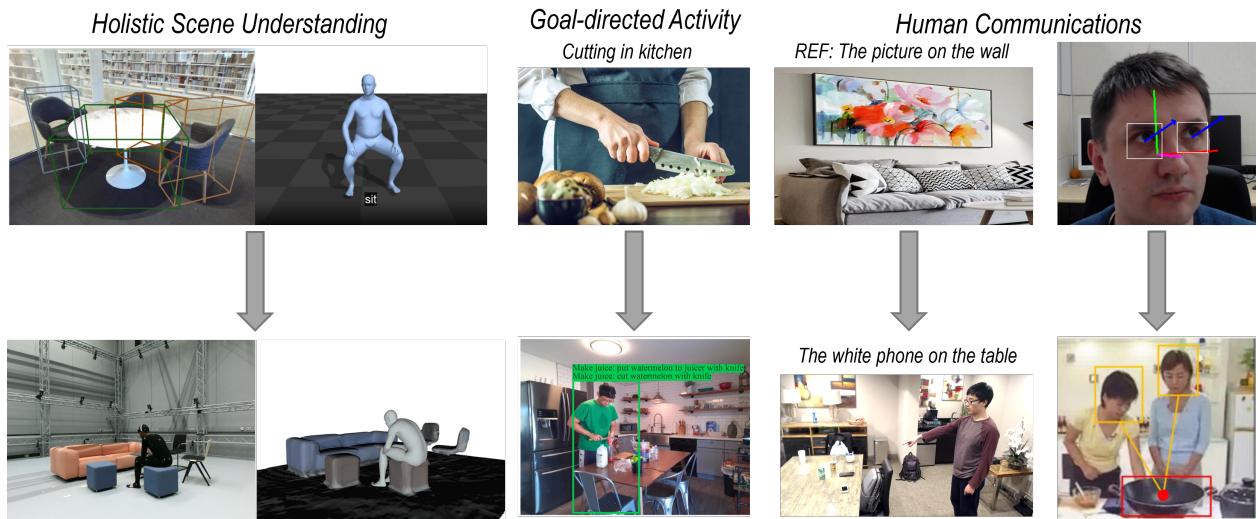 Holistic Scene Understanding
Goal-directed Activity
Human Communications
Cutting in kitchen
REF: The picture on the wall
sit
The white phone on the table
Make juice: put watermelon to juicer with knife
Make juice: cut watermelon with knife